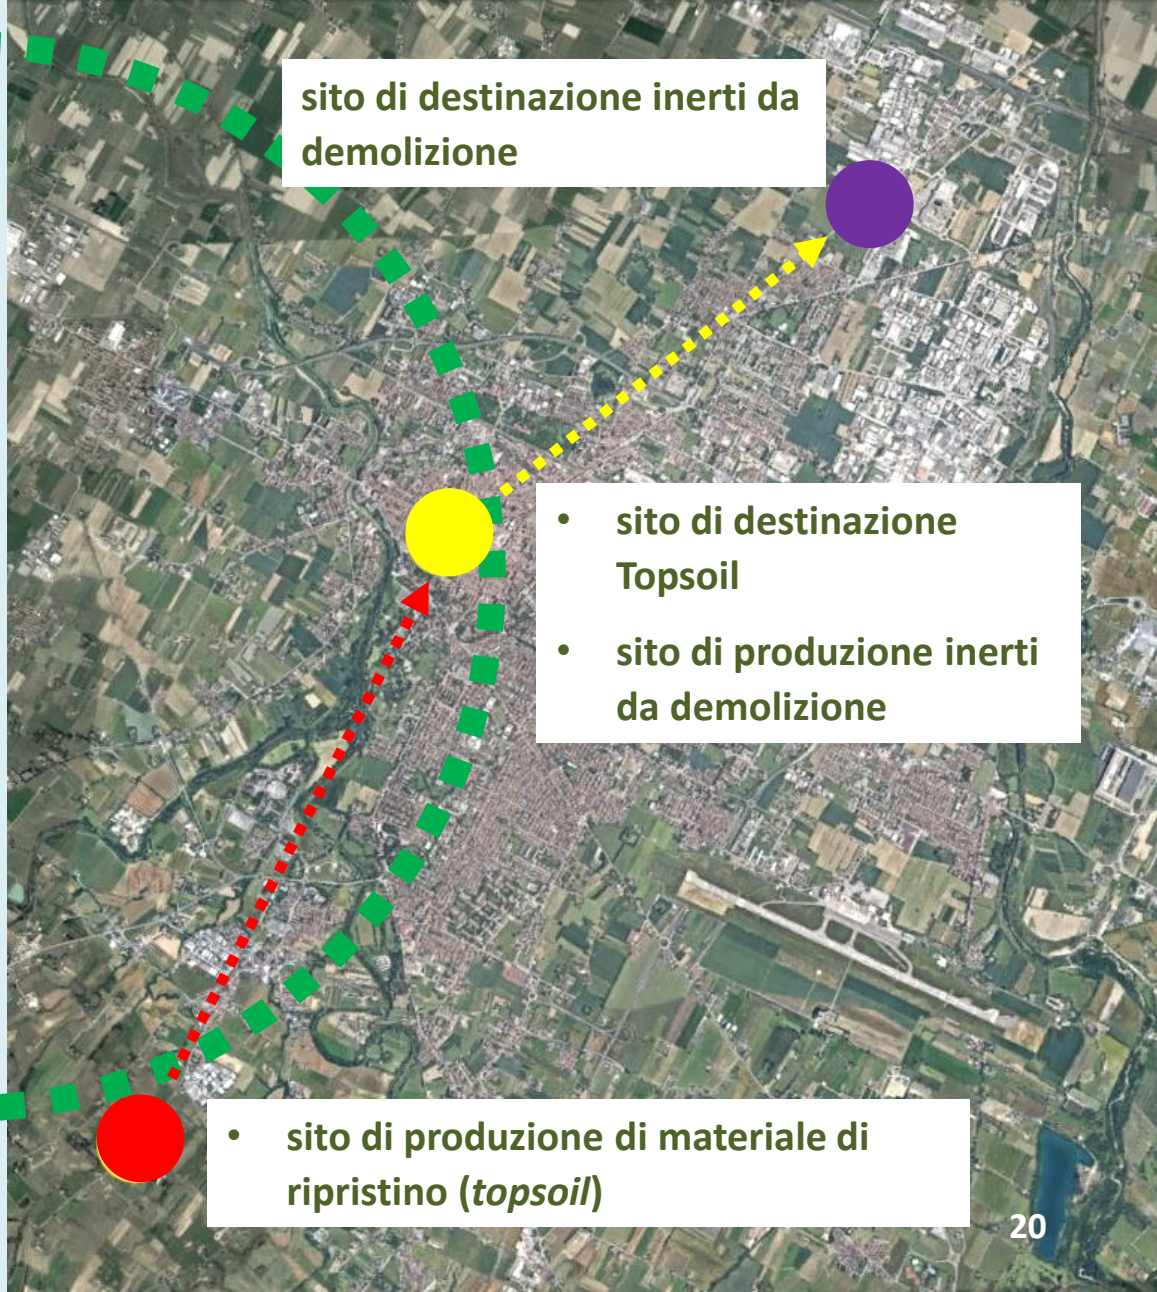 sito di destinazione inerti da
demolizione
• sito di destinazione
Topsoil
• sito di produzione inerti
da demolizione
• sito di produzione di materiale di
ripristino (topsoil)
20